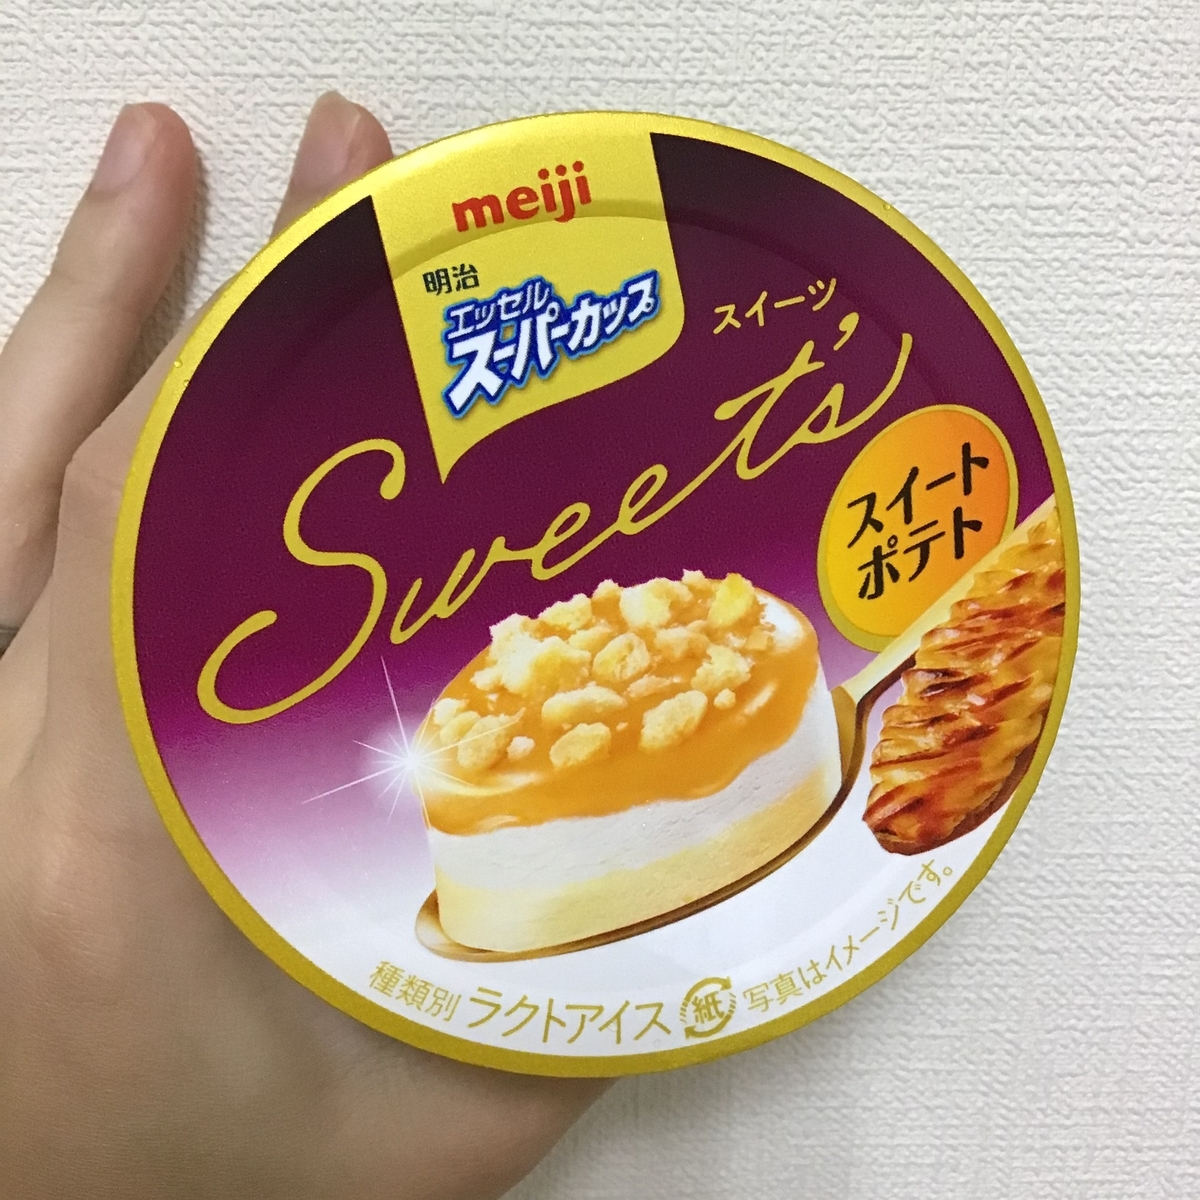 meiji
明治
エッセル
スーパーカップ
スイーツ
Sweet's
スイート
ポテト
種類別 ラクトアイス
紙
写真はイメージです。